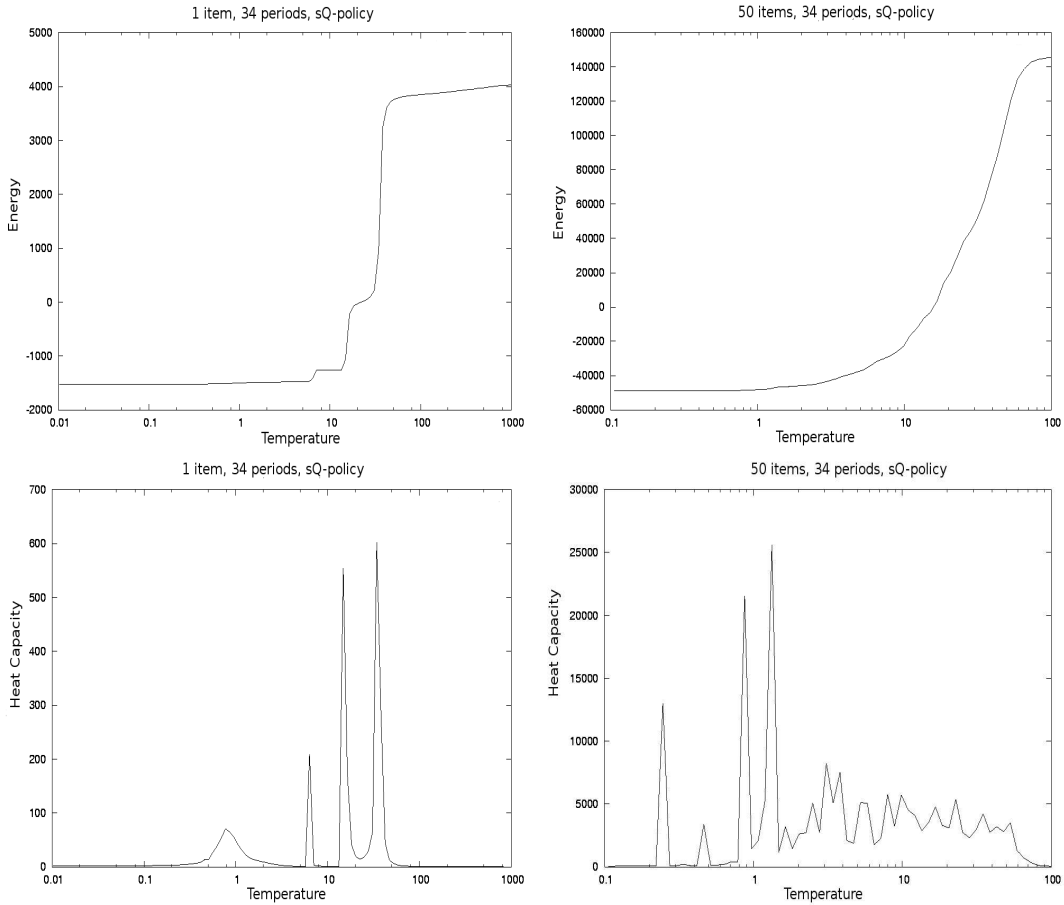 1 item, 34 periods, sQ-policy
5000
4000
3000
2000
1000
0
-1000
-2000
Energy
0.01 0.1 1 10 100 1000
Temperature
50 items, 34 periods, sQ-policy
160000
140000
120000
100000
80000
60000
40000
20000
0
-20000
-40000
-60000
Energy
0.1 1 10 100
Temperature
1 item, 34 periods, sQ-policy
700
600
500
400
300
200
100
0
Heat Capacity
0.01 0.1 1 10 100 1000
Temperature
50 items, 34 periods, sQ-policy
30000
25000
20000
15000
10000
5000
0
Heat Capacity
0.1 1 10 100
Temperature